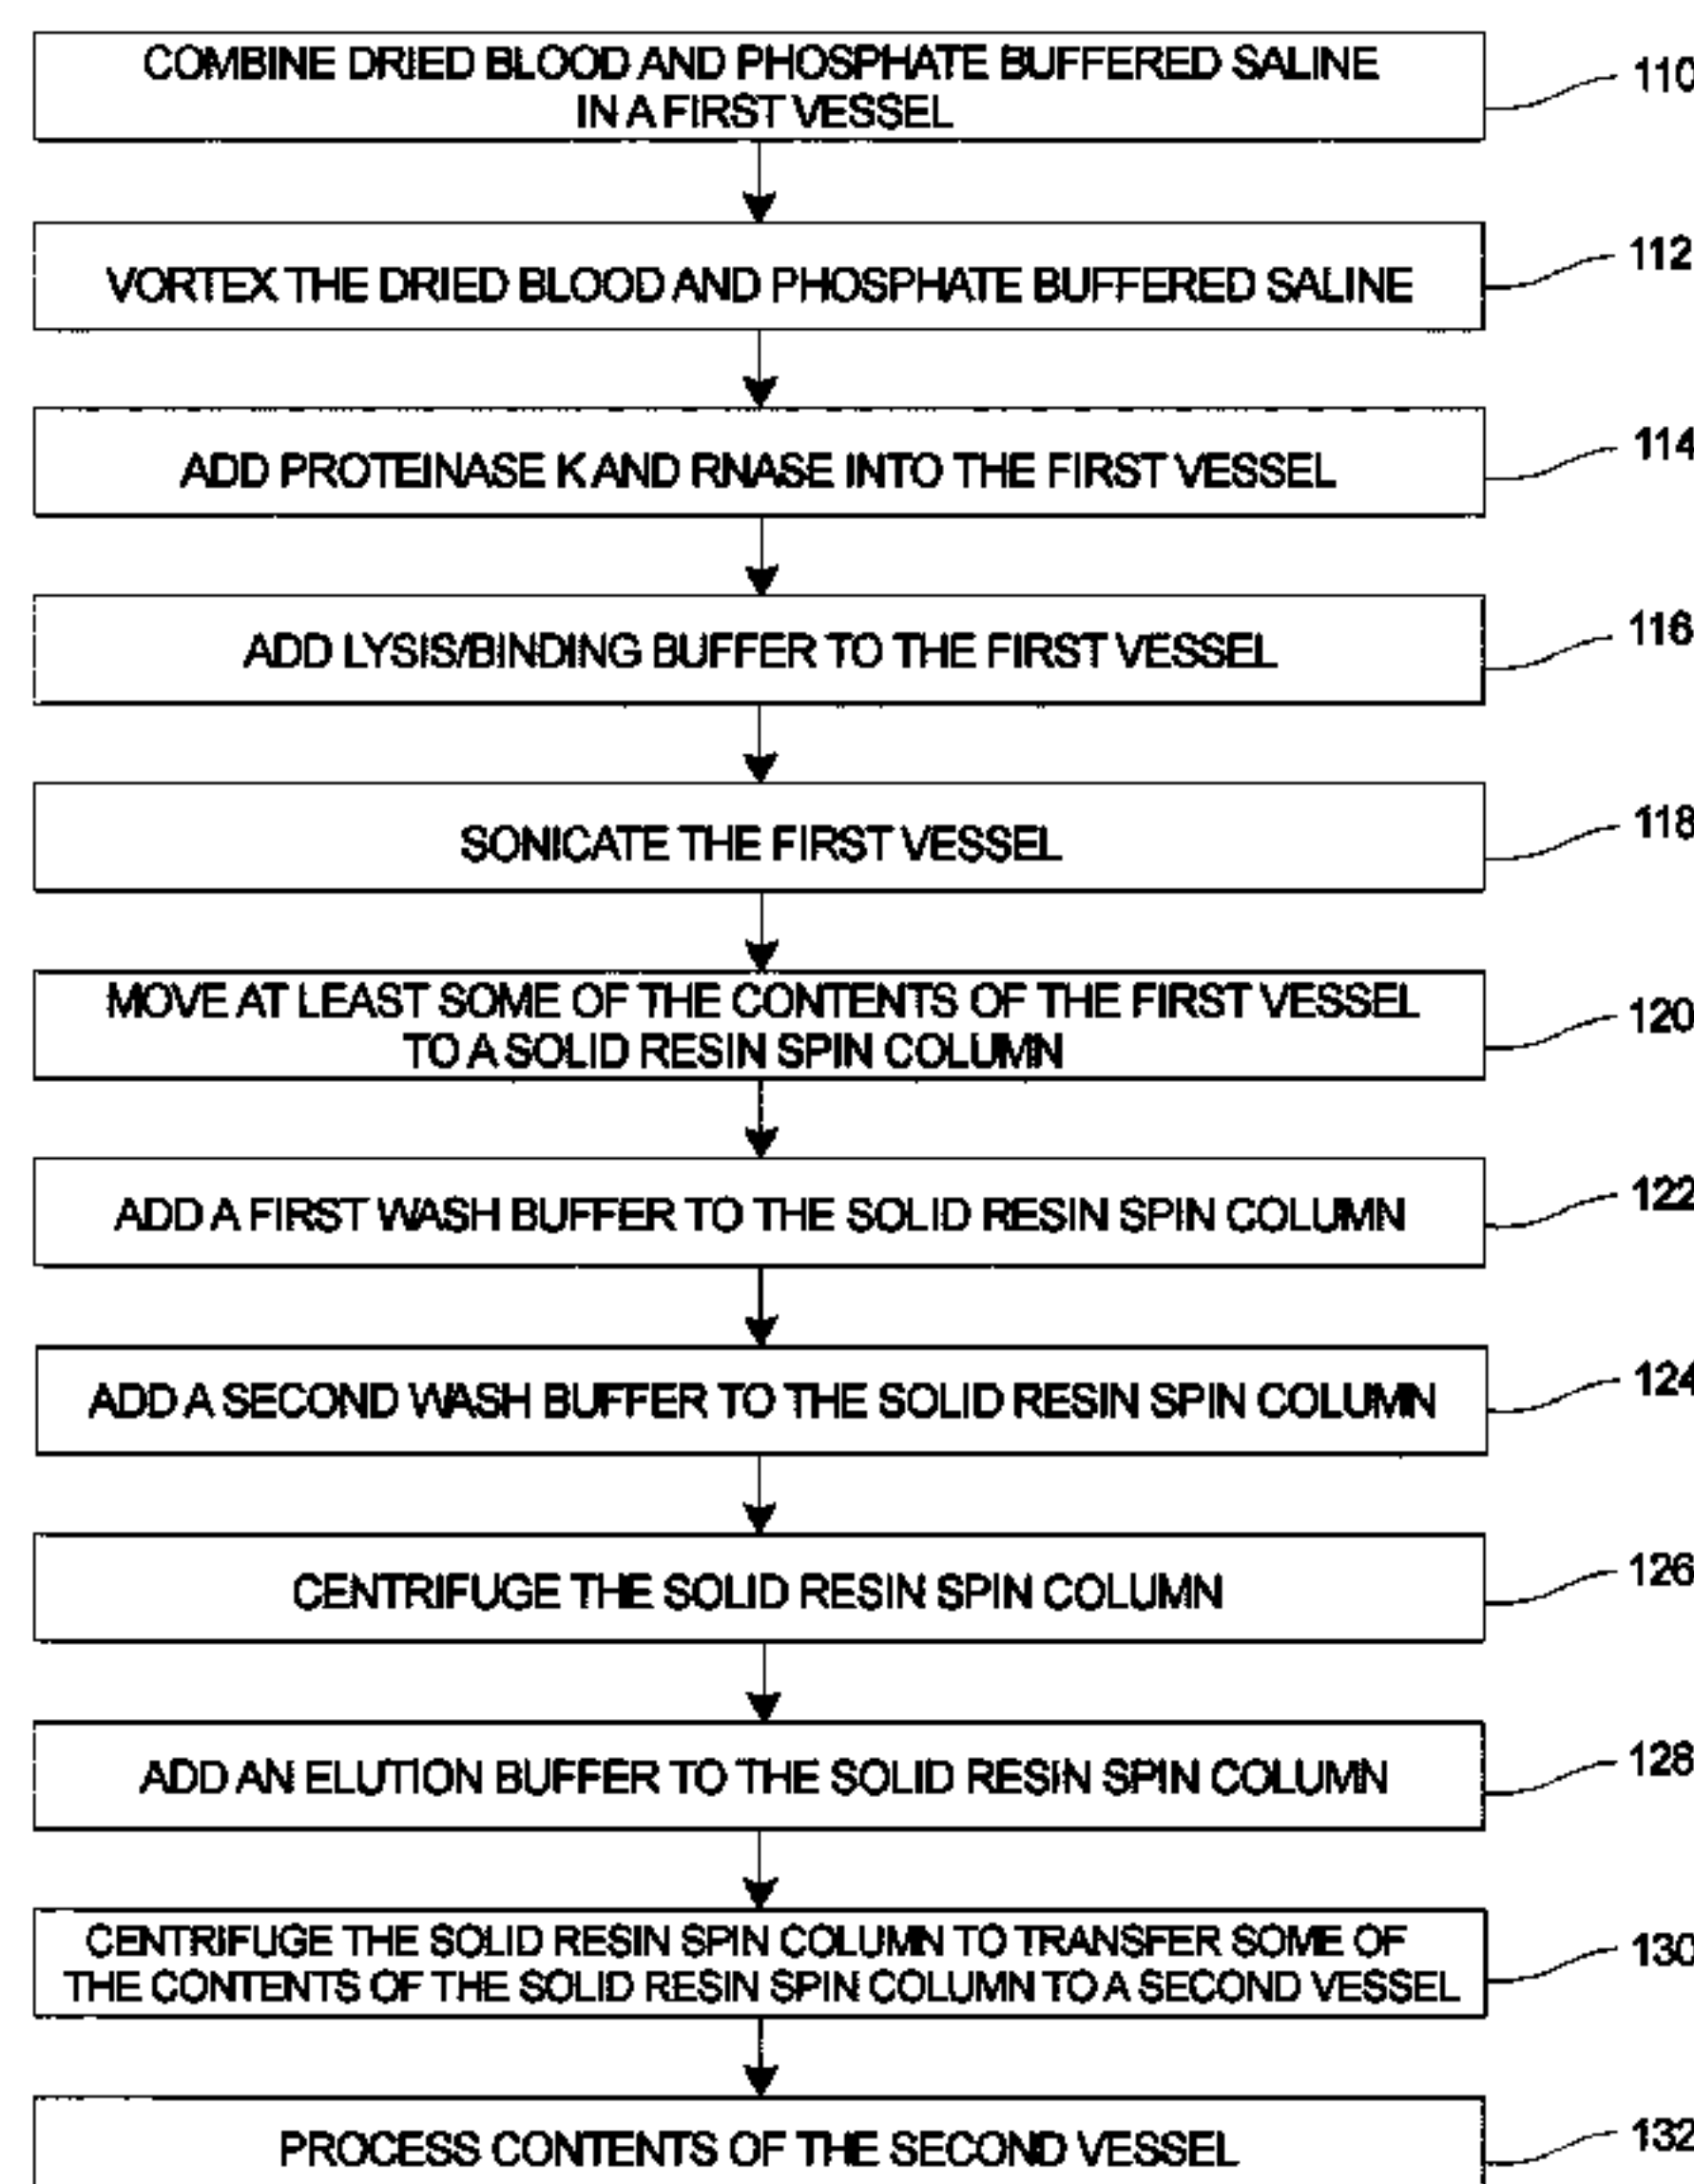 COMBINE DRIED BLOOD AND PHOSPHATE BUFFERED SALINE
IN A FIRST VESSEL
110
VORTEX THE DRIED BLOOD AND PHOSPHATE BUFFERED SALINE
112
ADD PROTEINASE K AND RNASE INTO THE FIRST VESSEL
114
ADD LYSIS/BINDING BUFFER TO THE FIRST VESSEL
116
SONICATE THE FIRST VESSEL
118
MOVE AT LEAST SOME OF THE CONTENTS OF THE FIRST VESSEL
TO A SOLID RESIN SPIN COLUMN
120
ADD A FIRST WASH BUFFER TO THE SOLID RESIN SPIN COLUMN
122
ADD A SECOND WASH BUFFER TO THE SOLID RESIN SPIN COLUMN
124
CENTRIFUGE THE SOLID RESIN SPIN COLUMN
126
ADD AN ELUTION BUFFER TO THE SOLID RESIN SPIN COLUMN
128
CENTRIFUGE THE SOLID RESIN SPIN COLUMN TO TRANSFER SOME OF
THE CONTENTS OF THE SOLID RESIN SPIN COLUMN TO A SECOND VESSEL
130
PROCESS CONTENTS OF THE SECOND VESSEL
132